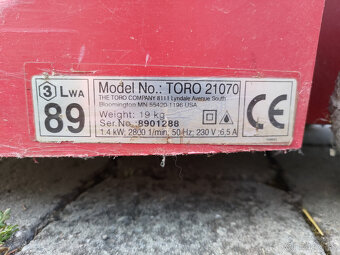 3 LWA
89
Model No.: TORO 21070
THE TORO COMPANY 8111 Lyndale Avenue South
Bloomington MN 55420-1196 USA
Weight: 19 kg
Ser. No.: 8901288
1.4 kW, 2800 1/min, 50 Hz, 230 V, 6,5 A
CE